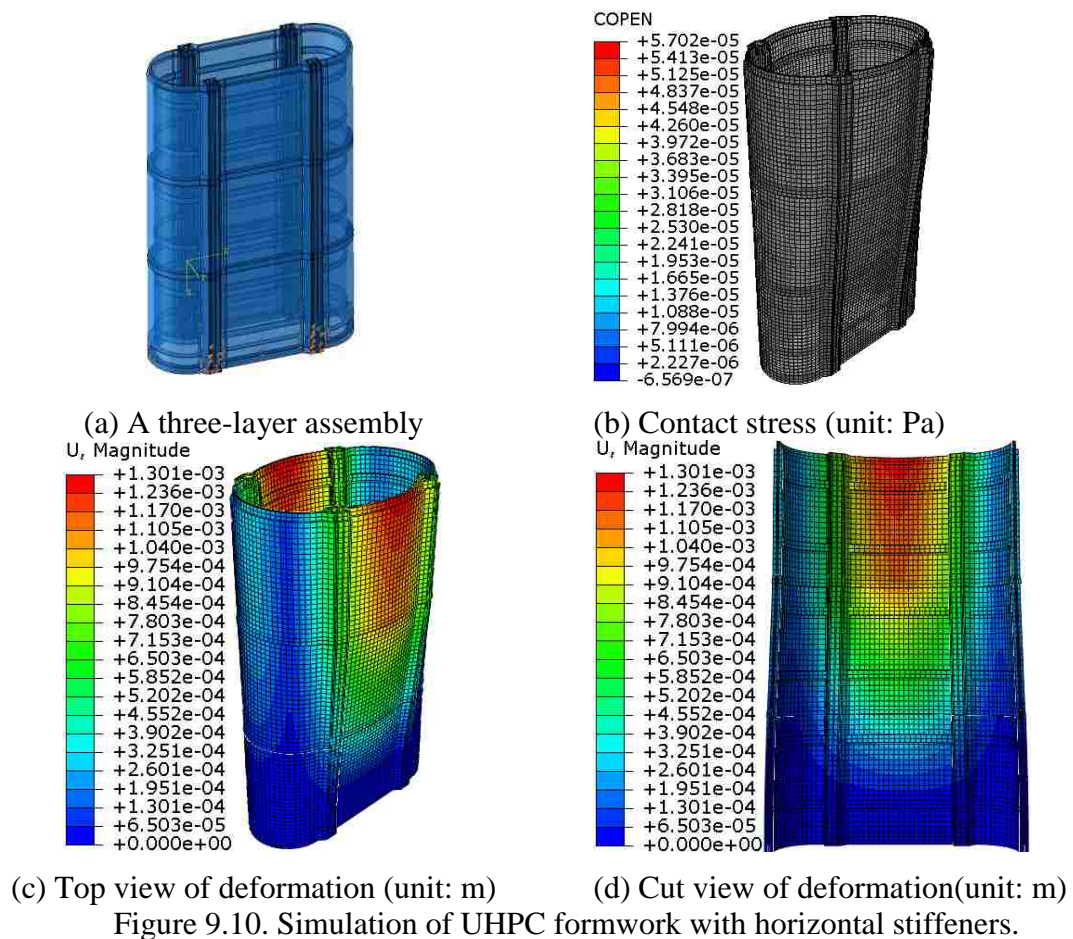 COPEN
+5.702e-05
+5.413e-05
+5.125e-05
+4.837e-05
+4.548e-05
+4.260e-05
+3.972e-05
+3.683e-05
+3.395e-05
+3.106e-05
+2.818e-05
+2.530e-05
+2.241e-05
+1.953e-05
+1.665e-05
+1.376e-05
+1.088e-05
+7.994e-06
+5.111e-06
+2.227e-06
-6.569e-07
(a) A three-layer assembly
(b) Contact stress (unit: Pa)
U, Magnitude
+1.301e-03
+1.236e-03
+1.170e-03
+1.105e-03
+1.040e-03
+9.754e-04
+9.104e-04
+8.454e-04
+7.803e-04
+7.153e-04
+6.503e-04
+5.852e-04
+5.202e-04
+4.552e-04
+3.902e-04
+3.251e-04
+2.601e-04
+1.951e-04
+1.301e-04
+6.503e-05
+0.000e+00
U, Magnitude
+1.301e-03
+1.236e-03
+1.170e-03
+1.105e-03
+1.040e-03
+9.754e-04
+9.104e-04
+8.454e-04
+7.803e-04
+7.153e-04
+6.503e-04
+5.852e-04
+5.202e-04
+4.552e-04
+3.902e-04
+3.251e-04
+2.601e-04
+1.951e-04
+1.301e-04
+6.503e-05
+0.000e+00
(c) Top view of deformation (unit: m)
(d) Cut view of deformation(unit: m)
Figure 9.10. Simulation of UHPC formwork with horizontal stiffeners.